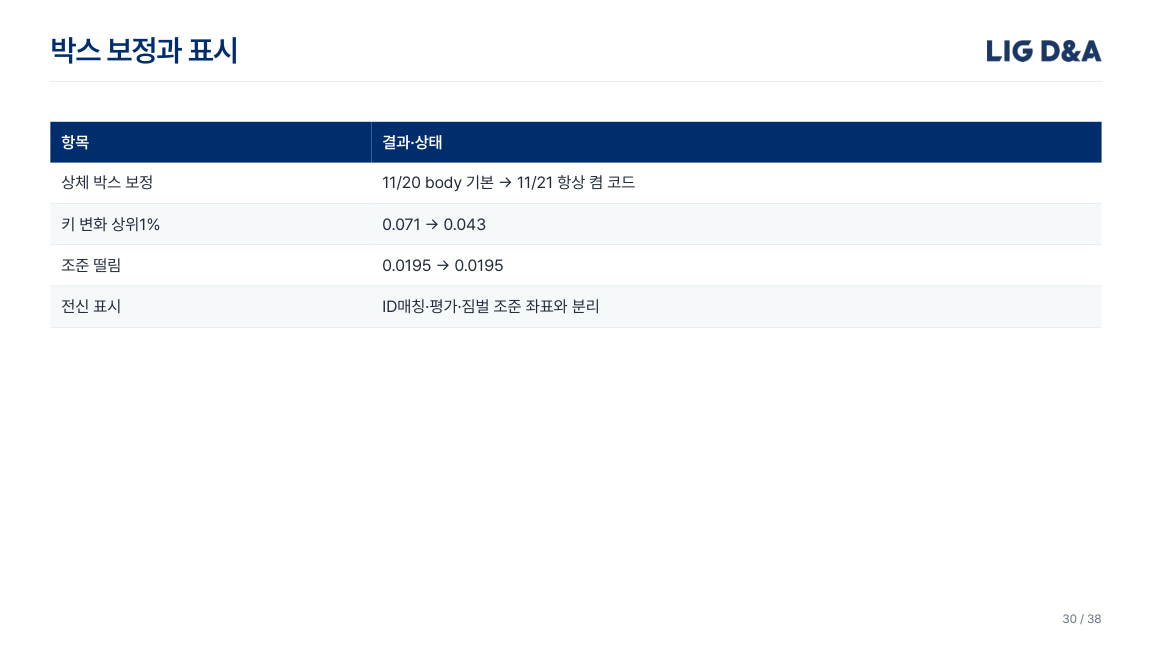 박스 보정과 표시
LIG D&A
항목 결과·상태
상체 박스 보정 11/20 body 기본 → 11/21 항상 켬 코드
키 변화 상위1% 0.071 → 0.043
조준 떨림 0.0195 → 0.0195
전신 표시 ID매칭·평가·짐벌 조준 좌표와 분리
30 / 38